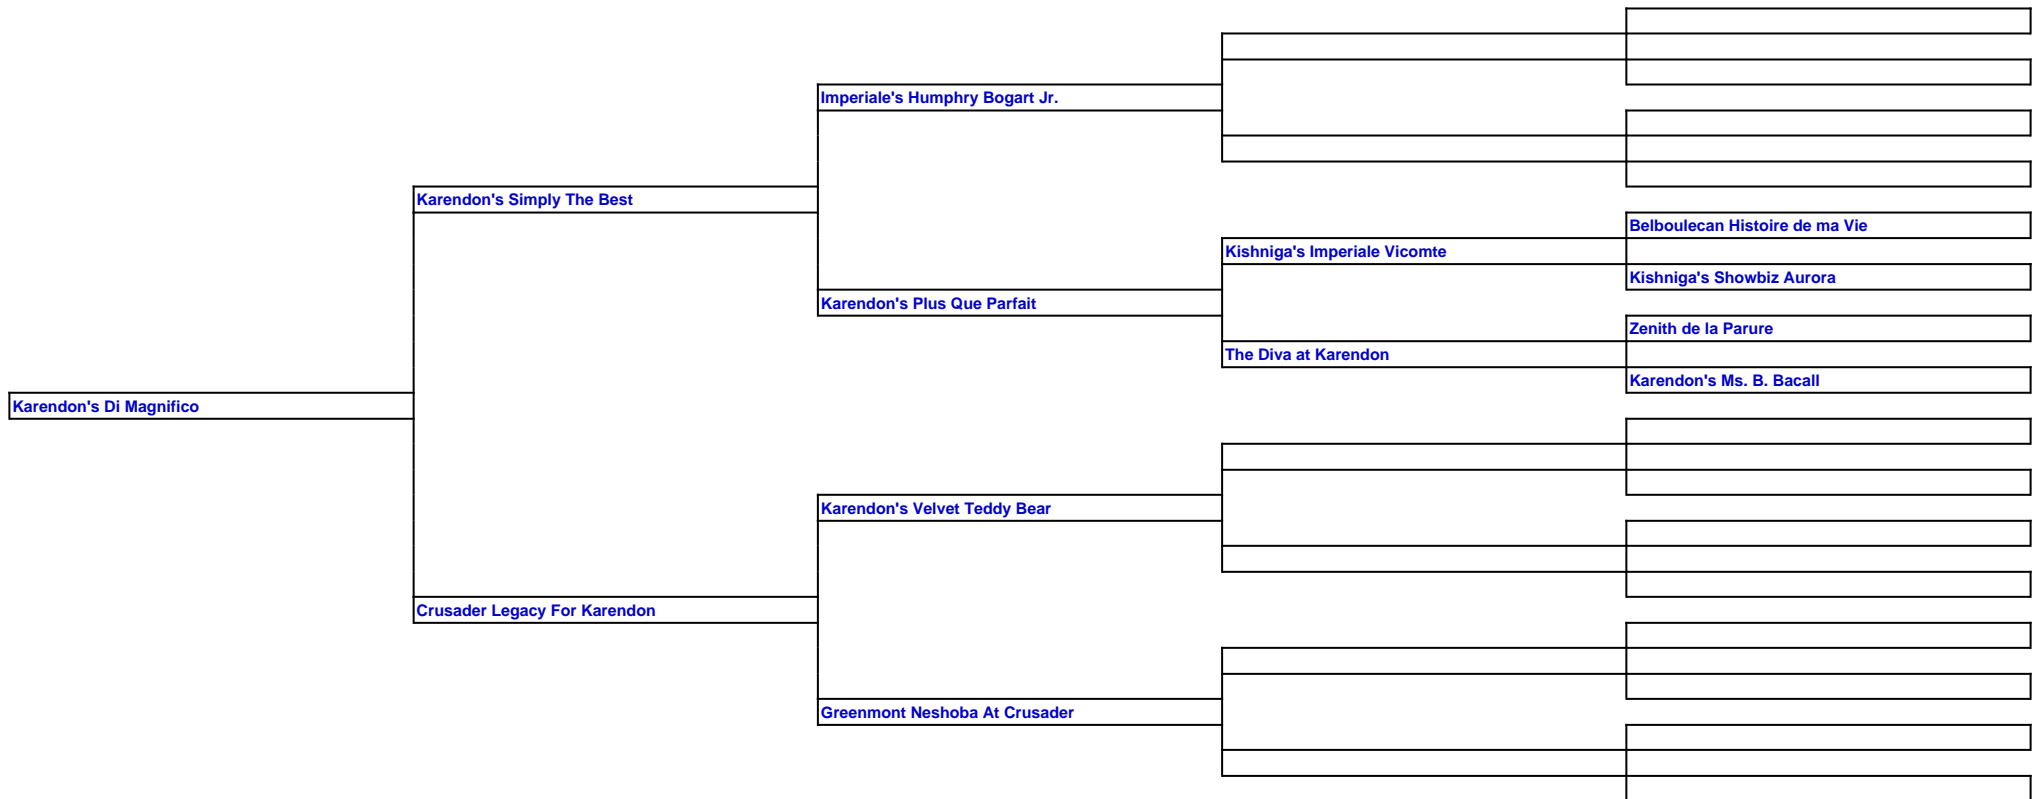 Imperiale's Humphry Bogart Jr.
Karendon's Simply The Best
Belboulecan Histoire de ma Vie
Kishniga's Imperiale Vicomte
Kishniga's Showbiz Aurora
Karendon's Plus Que Parfait
Zenith de la Parure
The Diva at Karendon
Karendon's Ms. B. Bacall
Karendon's Di Magnifico
Karendon's Velvet Teddy Bear
Crusader Legacy For Karendon
Greenmont Neshoba At Crusader